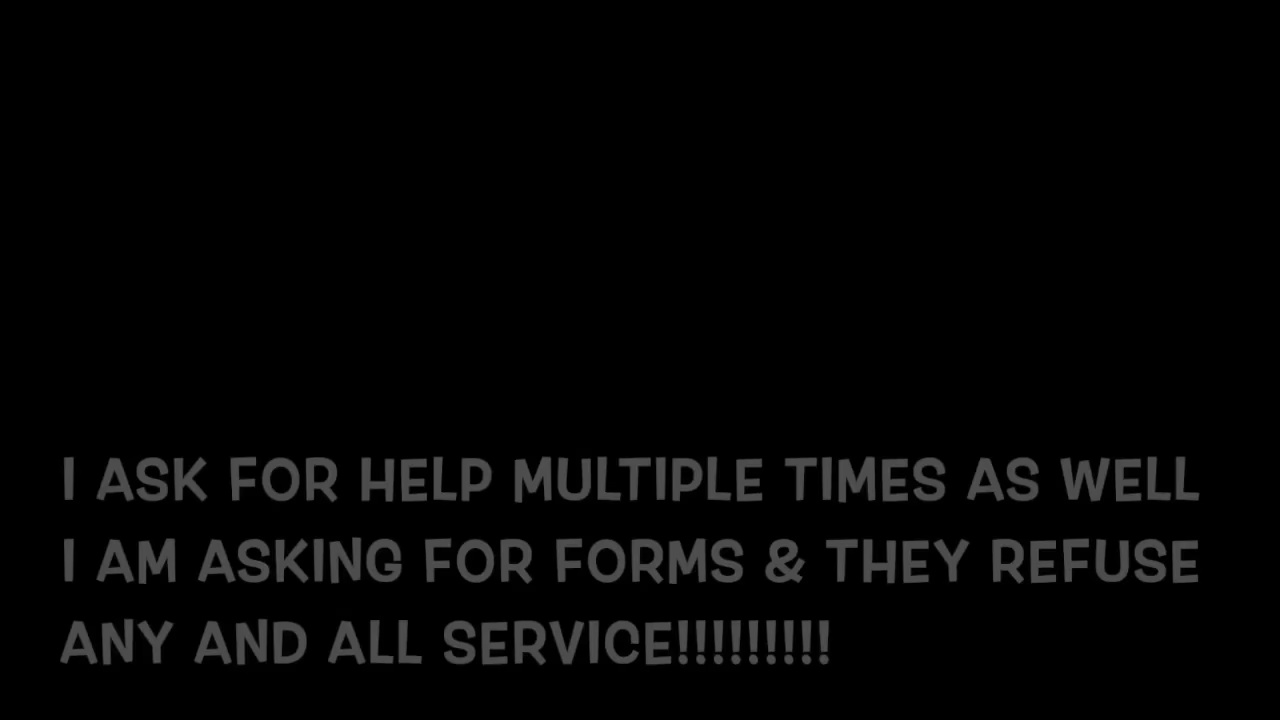 I ASK FOR HELP MULTIPLE TIMES AS WELL
I AM ASKING FOR FORMS & THEY REFUSE
ANY AND ALL SERVICE!!!!!!!!!